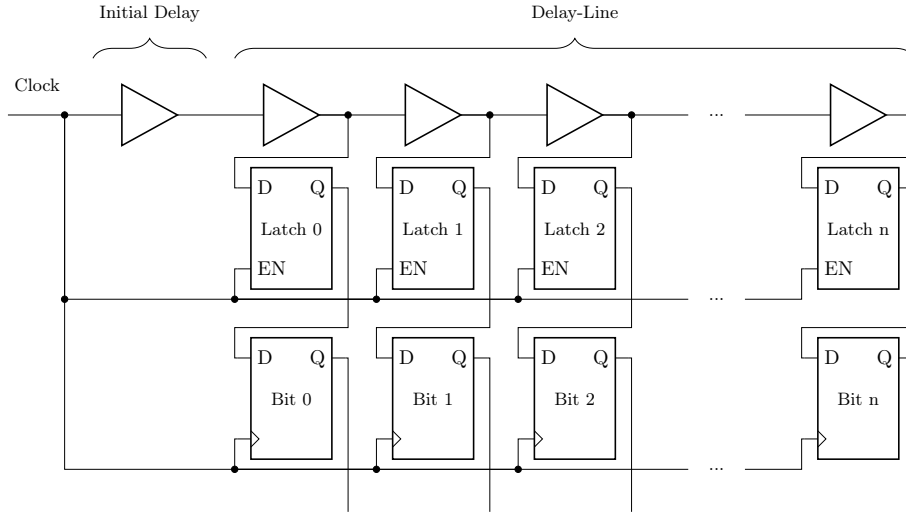 Initial Delay
Delay-Line
Clock
...
D Q
Latch 0
EN
D Q
Latch 1
EN
D Q
Latch 2
EN
D Q
Latch n
EN
...
D Q
Bit 0
D Q
Bit 1
D Q
Bit 2
D Q
Bit n
...